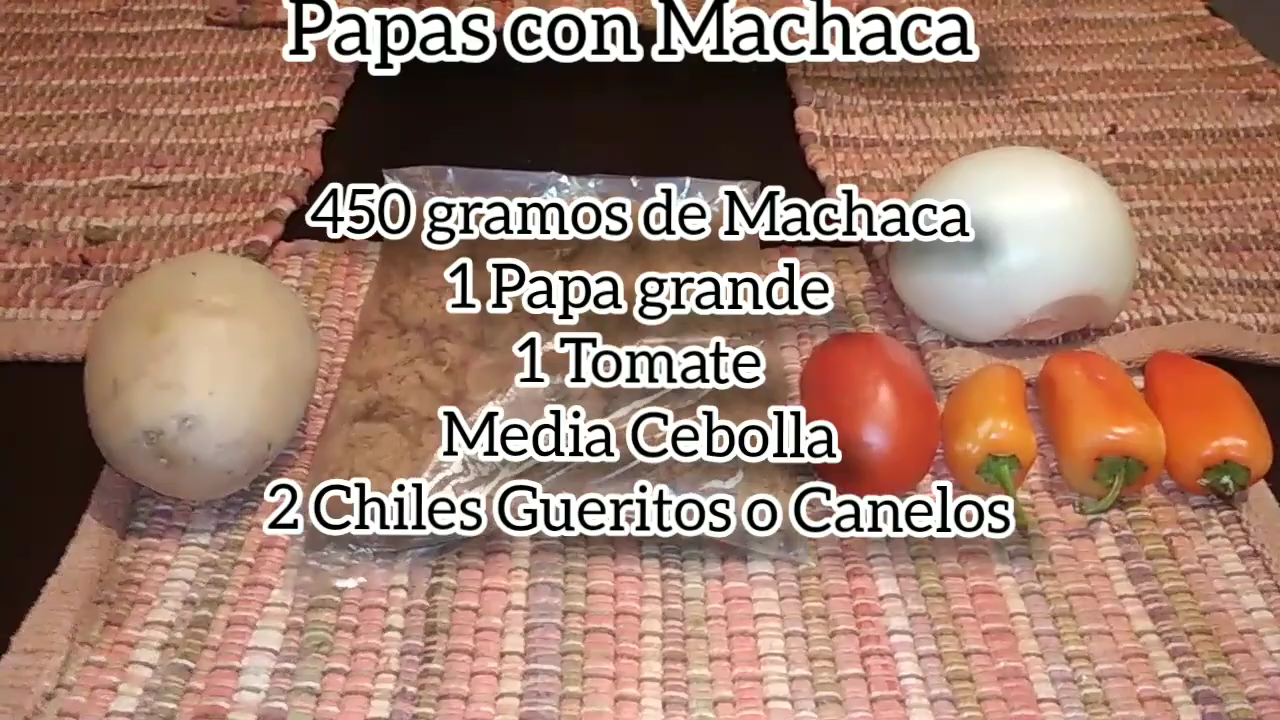 Papas con Machaca
450 gramos de Machaca
1 Papa grande
1 Tomate
Media Cebolla
2 Chiles Gueritos o Canelos